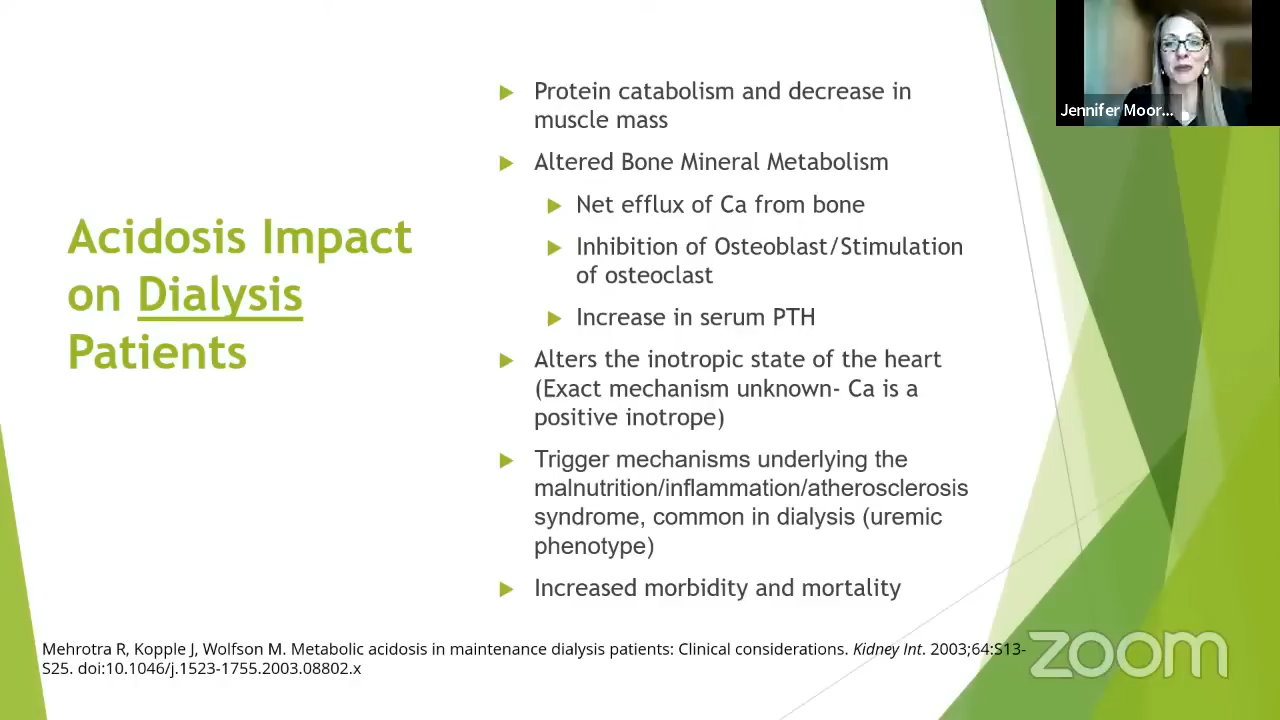 Acidosis Impact
on Dialysis
Patients
Protein catabolism and decrease in
muscle mass
Altered Bone Mineral Metabolism
Net efflux of Ca from bone
Inhibition of Osteoblast/Stimulation
of osteoclast
Increase in serum PTH
Alters the inotropic state of the heart
(Exact mechanism unknown- Ca is a
positive inotrope)
Trigger mechanisms underlying the
malnutrition/inflammation/atherosclerosis
syndrome, common in dialysis (uremic
phenotype)
Increased morbidity and mortality
Mehrotra R, Kopple J, Wolfson M. Metabolic acidosis in maintenance dialysis patients: Clinical considerations. Kidney Int. 2003;64:S13-
S25. doi:10.1046/j.1523-1755.2003.08802.x
Jennifer Moor...
zoom